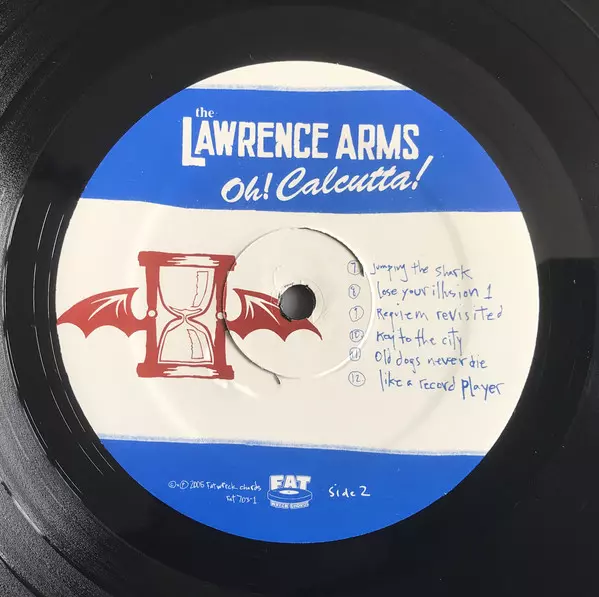 the
LAWRENCE ARMS
Oh! Calcutta!
7 Jumping the shark
8 lose your illusion 1
9 Requiem revisited
10 Key to the city
11 Old dogs never die
12 like a record player
©+℗ 2005 Fat wreck chords
Fat 703-1
FAT
WRECK CHORDS
Side 2